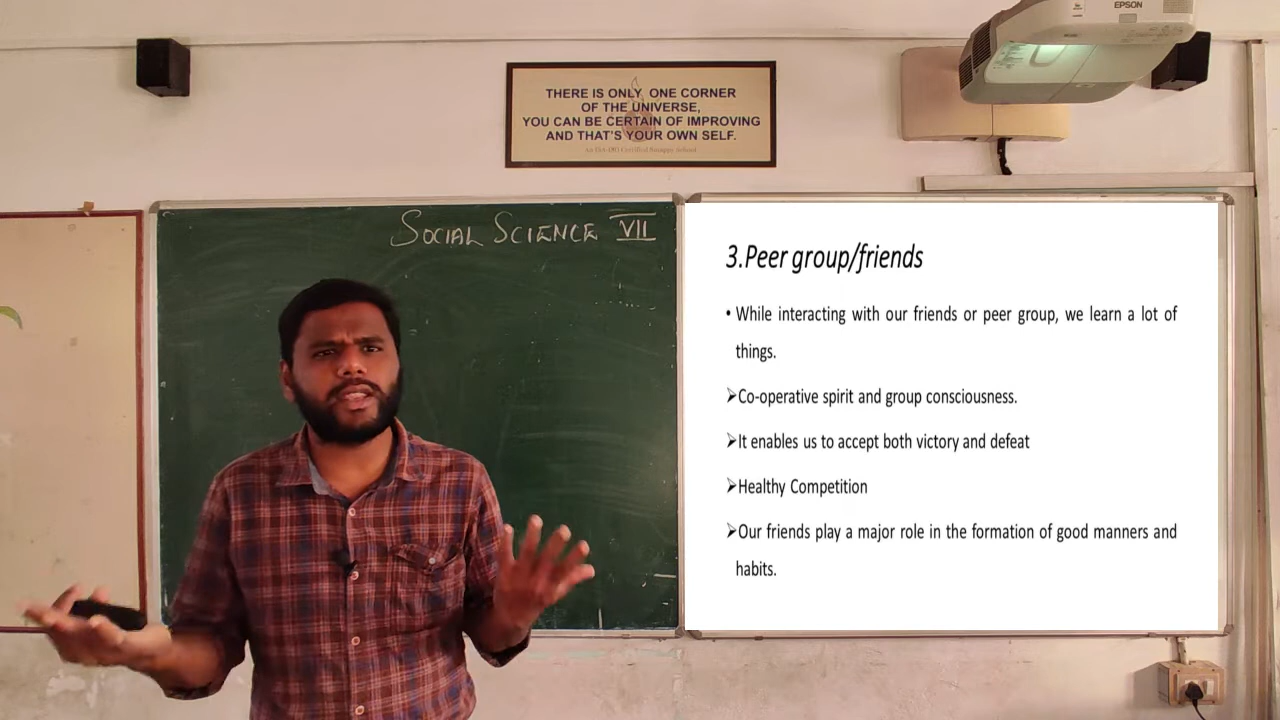 EPSON
THERE IS ONLY ONE CORNER
OF THE UNIVERSE,
YOU CAN BE CERTAIN OF IMPROVING
AND THAT'S YOUR OWN SELF.
SOCIAL SCIENCE VII
3.Peer group/friends
• While interacting with our friends or peer group, we learn a lot of
things.
➢Co-operative spirit and group consciousness.
➢It enables us to accept both victory and defeat
➢Healthy Competition
➢Our friends play a major role in the formation of good manners and
habits.